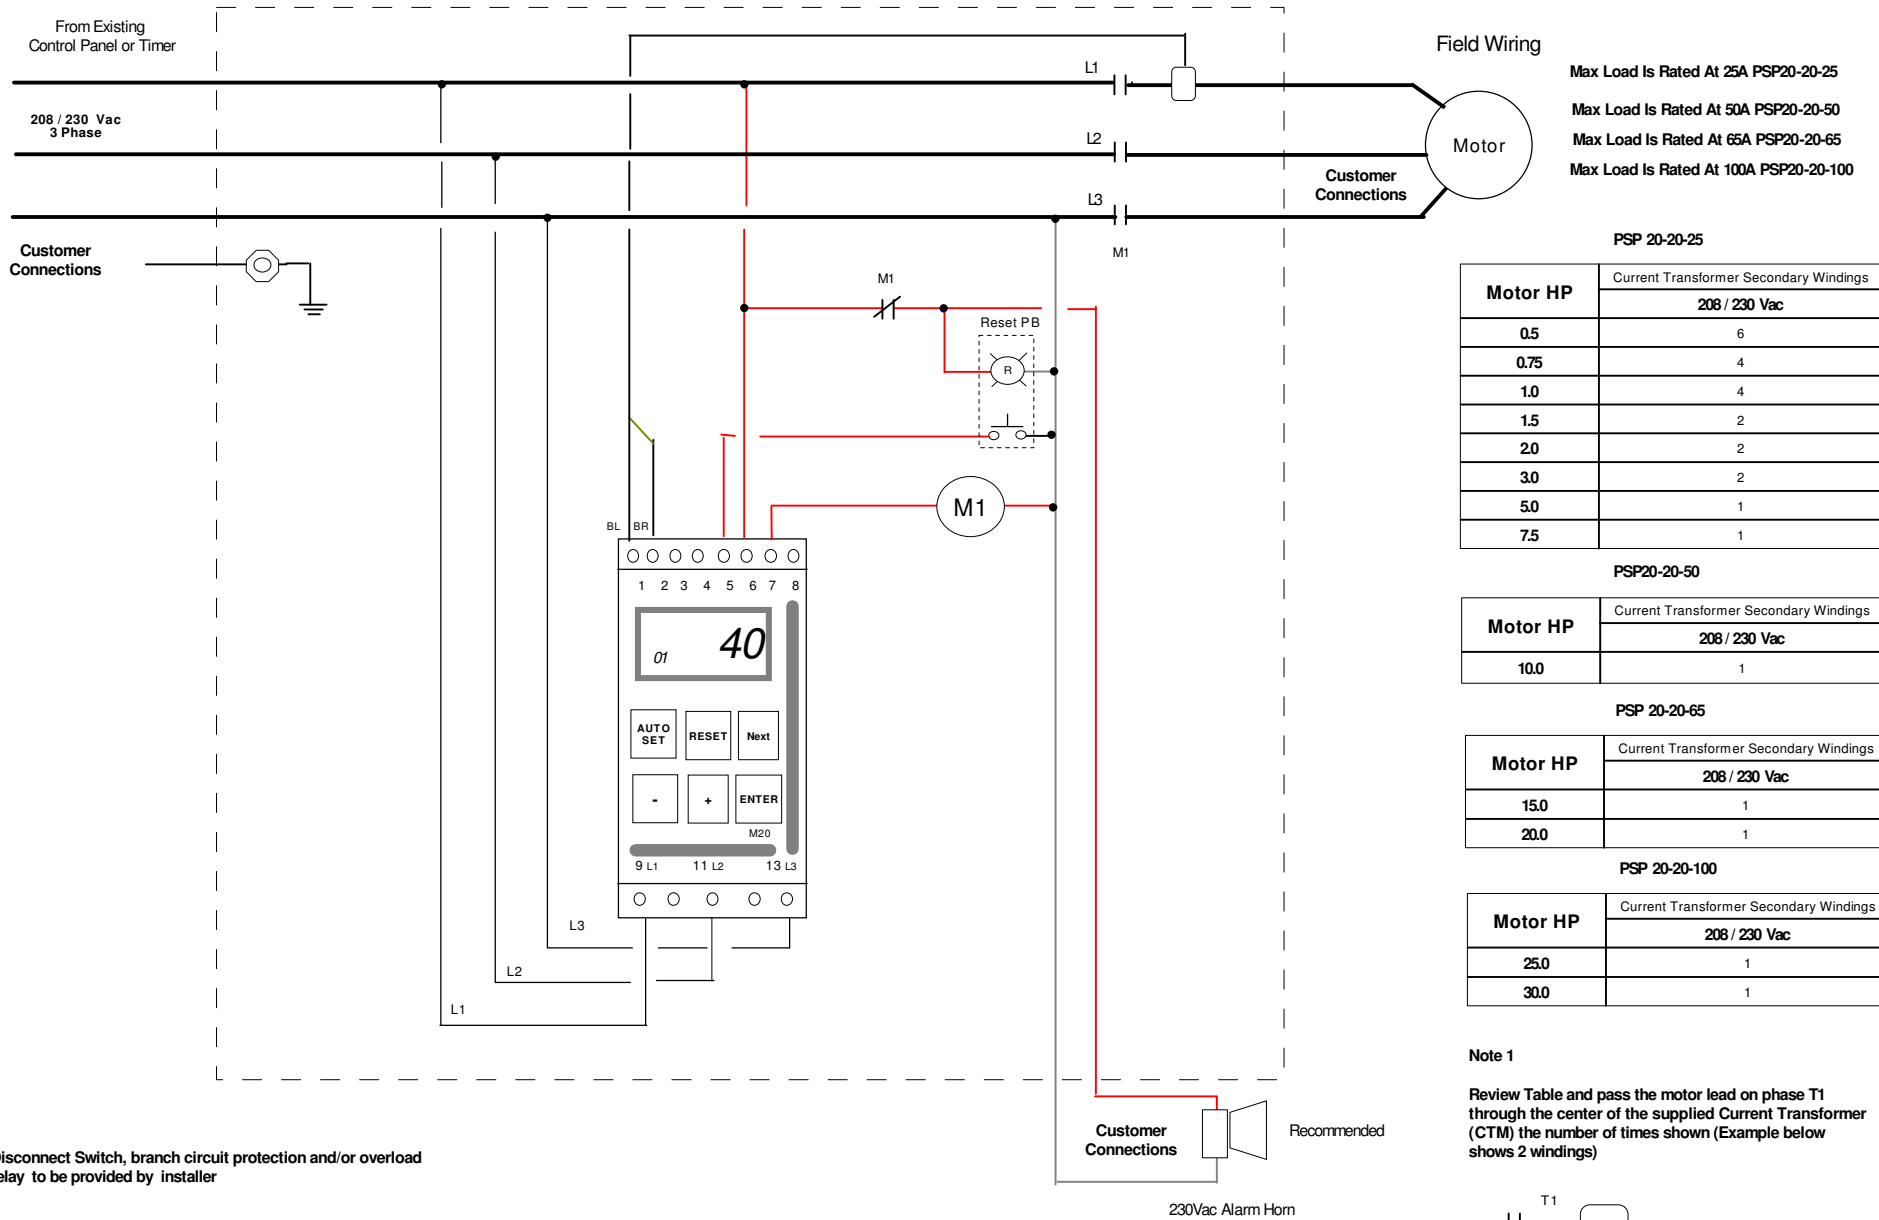 From Existing
Control Panel or Timer
208 / 230 Vac
3 Phase
Customer
Connections
L1
L2
L3
M1
Customer
Connections
Field Wiring
Motor
Max Load Is Rated At 25A PSP20-20-25
Max Load Is Rated At 50A PSP20-20-50
Max Load Is Rated At 65A PSP20-20-65
Max Load Is Rated At 100A PSP20-20-100
M1
Reset PB
R
M1
BL
BR
1 2 3 4 5 6 7 8
01 40
AUTO
SET
RESET
Next
-
+
ENTER
M20
9 L1 11 L2 13 L3
L3
L2
L1
PSP 20-20-25
Motor HP
Current Transformer Secondary Windings
208 / 230 Vac
0.5 6
0.75 4
1.0 4
1.5 2
2.0 2
3.0 2
5.0 1
7.5 1
PSP20-20-50
Motor HP
Current Transformer Secondary Windings
208 / 230 Vac
10.0 1
PSP 20-20-65
Motor HP
Current Transformer Secondary Windings
208 / 230 Vac
15.0 1
20.0 1
PSP 20-20-100
Motor HP
Current Transformer Secondary Windings
208 / 230 Vac
25.0 1
30.0 1
Note 1
Review Table and pass the motor lead on phase T1
through the center of the supplied Current Transformer
(CTM) the number of times shown (Example below
shows 2 windings)
T1
Customer
Connections
Recommended
230Vac Alarm Horn
isconnect Switch, branch circuit protection and/or overload
elay to be provided by installer